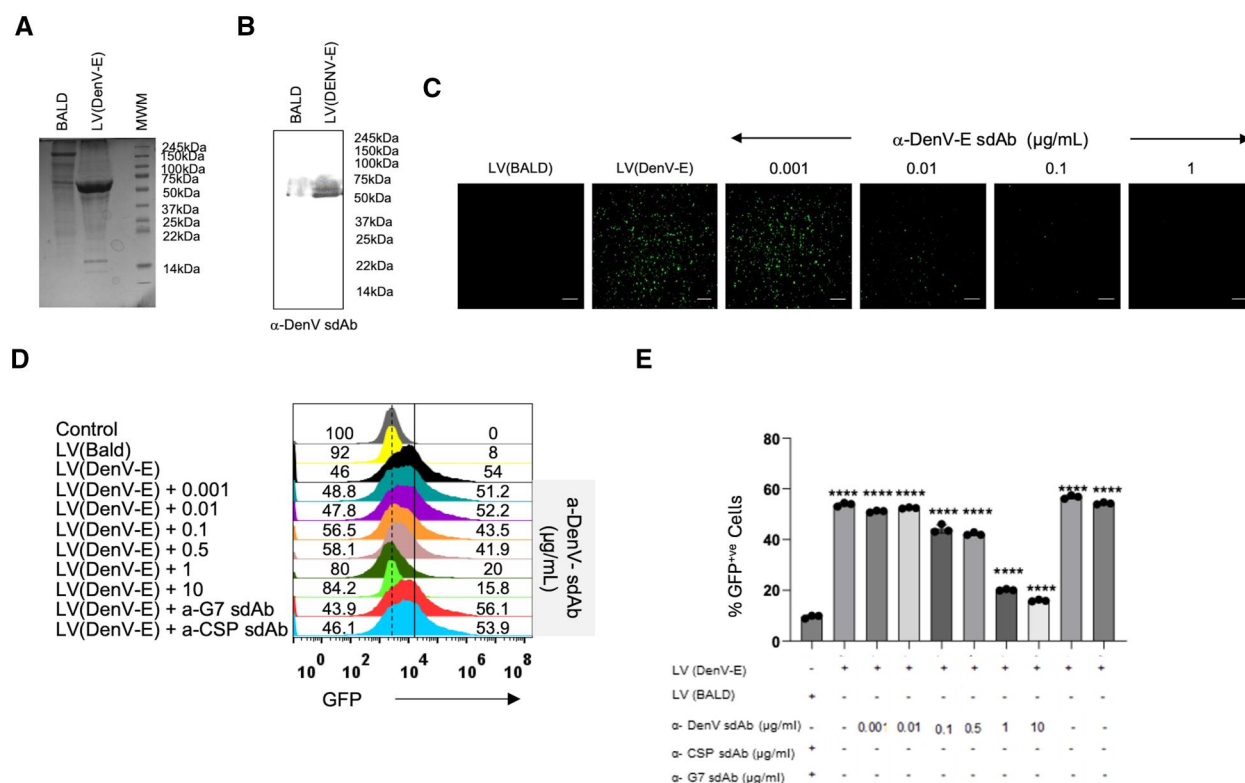 A
BALD
LV(DenV-E)
MWM
245kDa
150kDa
100kDa
75kDa
50kDa
37kDa
25kDa
22kDa
14kDa
B
BALD
LV(DENV-E)
245kDa
150kDa
100kDa
75kDa
50kDa
37kDa
25kDa
22kDa
14kDa
α-DenV sdAb
C
α-DenV-E sdAb (µg/mL)
LV(BALD) LV(DenV-E) 0.001 0.01 0.1 1
D
Control 100 0
LV(Bald) 92 8
LV(DenV-E) 46 54
LV(DenV-E) + 0.001 48.8 51.2
LV(DenV-E) + 0.01 47.8 52.2
LV(DenV-E) + 0.1 56.5 43.5
LV(DenV-E) + 0.5 58.1 41.9
LV(DenV-E) + 1 80 20
LV(DenV-E) + 10 84.2 15.8
LV(DenV-E) + a-G7 sdAb 43.9 56.1
LV(DenV-E) + a-CSP sdAb 46.1 53.9
a-DenV- sdAb
(µg/mL)
10^0 10^2 10^4 10^6 10^8
GFP
E
% GFP^+ve Cells
80
60
40
20
0
**** **** **** **** **** **** **** **** ****
LV (DenV-E) - + + + + + + + + +
LV (BALD) + - - - - - - - - -
α- DenV sdAb (µg/ml) - - 0.001 0.01 0.1 0.5 1 10 - -
α- CSP sdAb (µg/ml) + - - - - - - - - -
α- G7 sdAb (µg/ml) + - - - - - - - - -